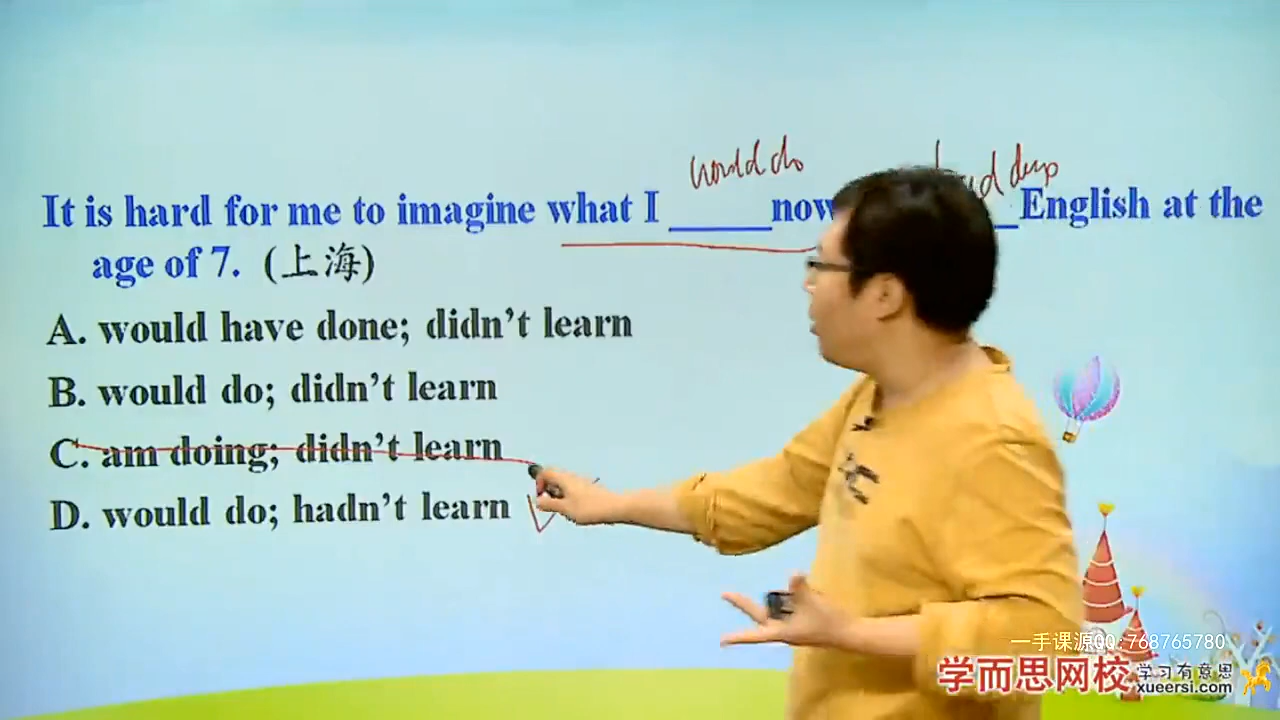 would do
It is hard for me to imagine what I ____ now __ English at the
age of 7. (上海)
A. would have done; didn't learn
B. would do; didn't learn
C. am doing; didn't learn
D. would do; hadn't learn
一手课源QQ:768765780
学而思网校 学习有意思
xueersi.com